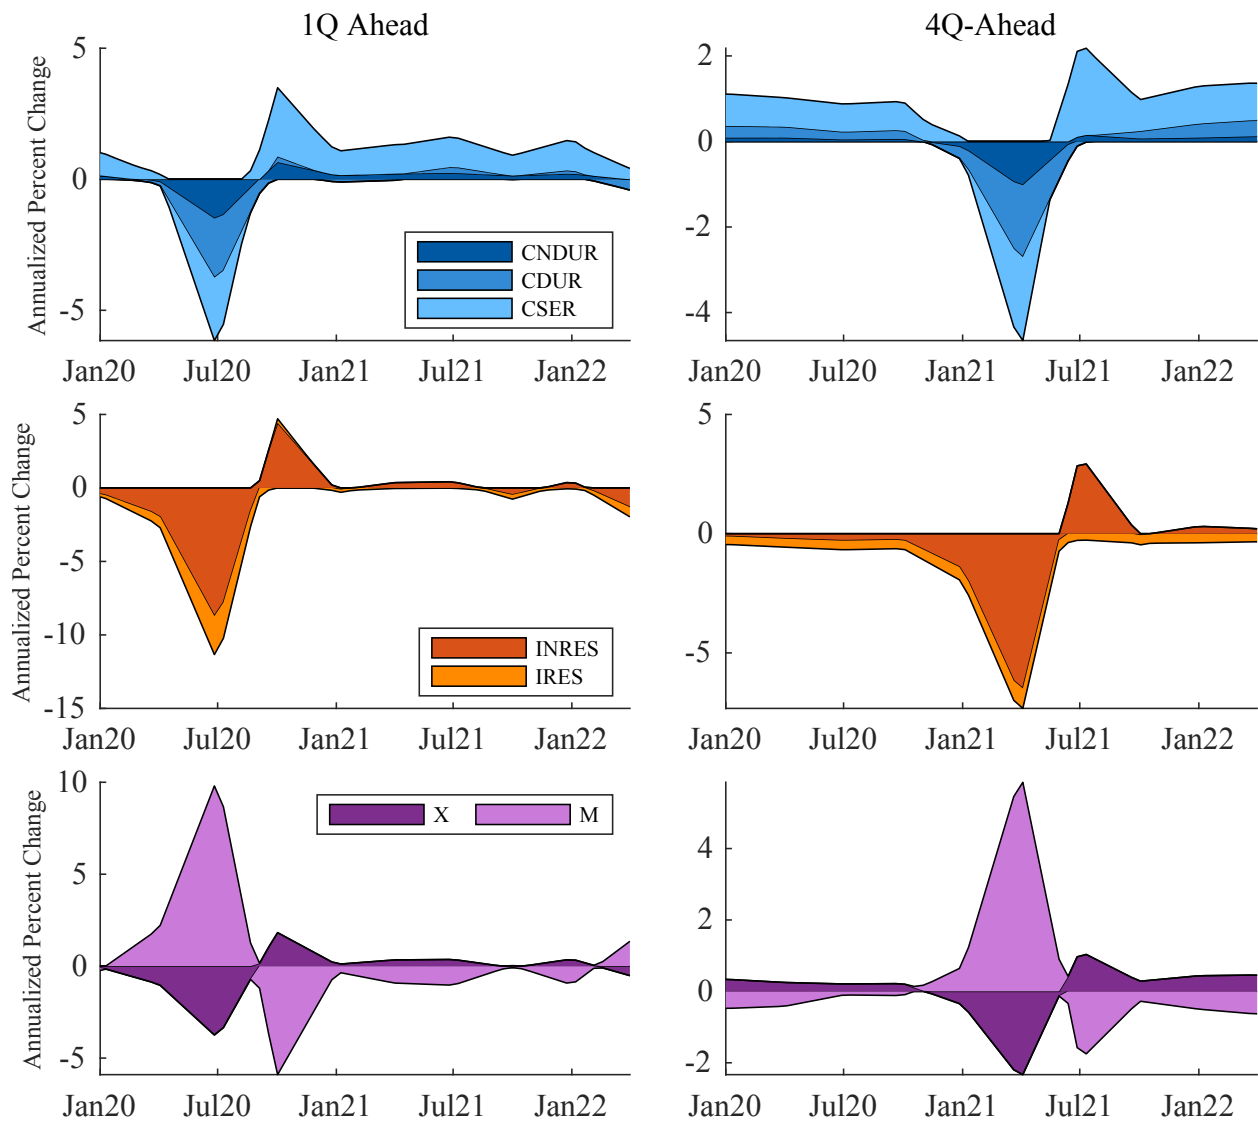 1Q Ahead
4Q-Ahead
Annualized Percent Change
5
0
-5
CNDUR
CDUR
CSER
Jan20 Jul20 Jan21 Jul21 Jan22
2
0
-2
-4
Jan20 Jul20 Jan21 Jul21 Jan22
Annualized Percent Change
5
0
-5
-10
-15
INRES
IRES
Jan20 Jul20 Jan21 Jul21 Jan22
5
0
-5
Jan20 Jul20 Jan21 Jul21 Jan22
Annualized Percent Change
10
5
0
-5
X M
Jan20 Jul20 Jan21 Jul21 Jan22
4
2
0
-2
Jan20 Jul20 Jan21 Jul21 Jan22